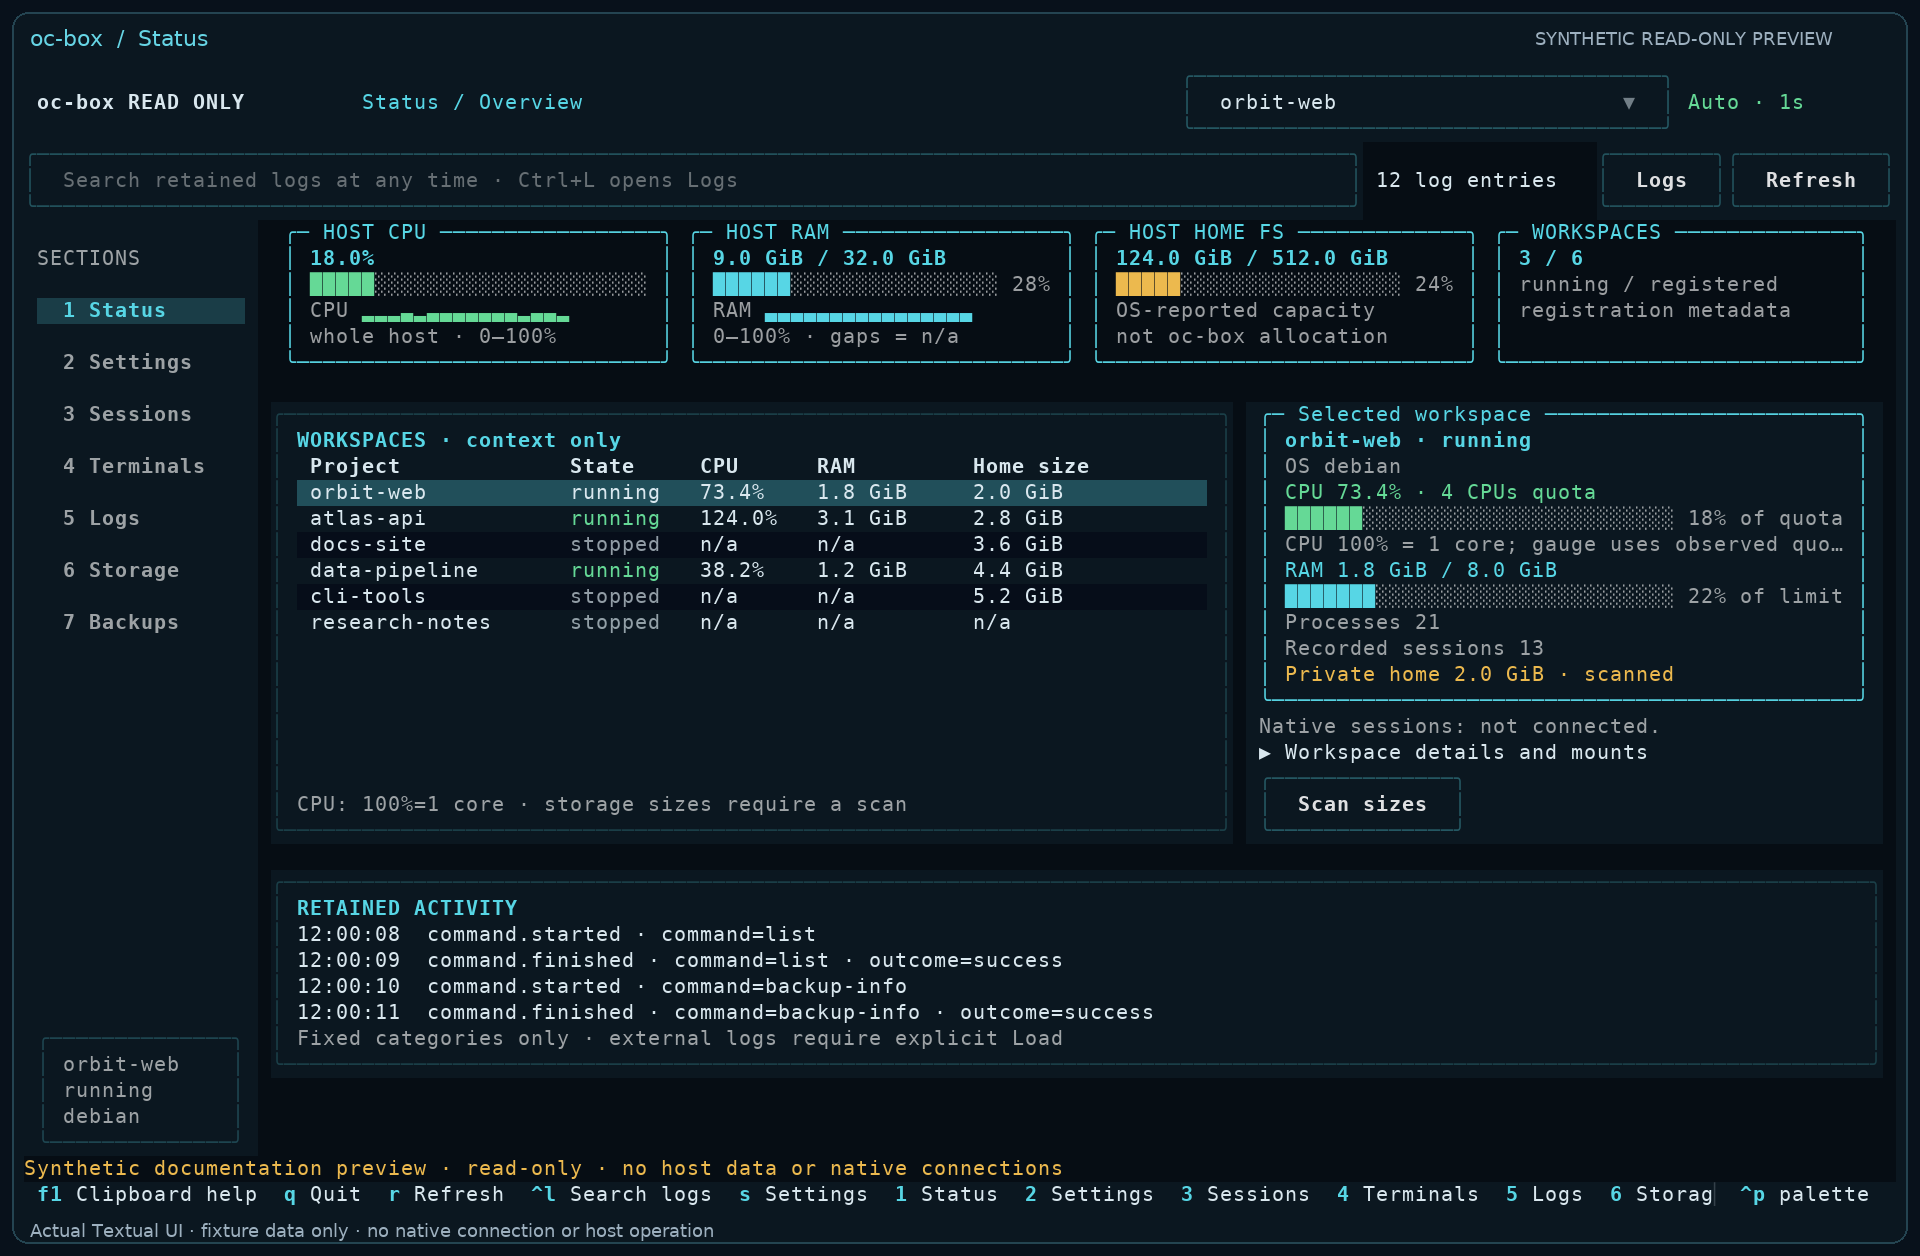 oc-box / Status
SYNTHETIC READ-ONLY PREVIEW
oc-box READ ONLY
Status / Overview
orbit-web ▼
Auto · 1s
Search retained logs at any time · Ctrl+L opens Logs
12 log entries
Logs
Refresh
SECTIONS
1 Status
2 Settings
3 Sessions
4 Terminals
5 Logs
6 Storage
7 Backups
orbit-web
running
debian
HOST CPU
18.0%
CPU
whole host · 0–100%
HOST RAM
9.0 GiB / 32.0 GiB
28%
RAM
0–100% · gaps = n/a
HOST HOME FS
124.0 GiB / 512.0 GiB
24%
OS-reported capacity
not oc-box allocation
WORKSPACES
3 / 6
running / registered
registration metadata
WORKSPACES · context only
Project State CPU RAM Home size
orbit-web running 73.4% 1.8 GiB 2.0 GiB
atlas-api running 124.0% 3.1 GiB 2.8 GiB
docs-site stopped n/a n/a 3.6 GiB
data-pipeline running 38.2% 1.2 GiB 4.4 GiB
cli-tools stopped n/a n/a 5.2 GiB
research-notes stopped n/a n/a n/a
CPU: 100%=1 core · storage sizes require a scan
Selected workspace
orbit-web · running
OS debian
CPU 73.4% · 4 CPUs quota
18% of quota
CPU 100% = 1 core; gauge uses observed quo…
RAM 1.8 GiB / 8.0 GiB
22% of limit
Processes 21
Recorded sessions 13
Private home 2.0 GiB · scanned
Native sessions: not connected.
▶ Workspace details and mounts
Scan sizes
RETAINED ACTIVITY
12:00:08 command.started · command=list
12:00:09 command.finished · command=list · outcome=success
12:00:10 command.started · command=backup-info
12:00:11 command.finished · command=backup-info · outcome=success
Fixed categories only · external logs require explicit Load
Synthetic documentation preview · read-only · no host data or native connections
f1 Clipboard help q Quit r Refresh ^l Search logs s Settings 1 Status 2 Settings 3 Sessions 4 Terminals 5 Logs 6 Storag ^p palette
Actual Textual UI · fixture data only · no native connection or host operation